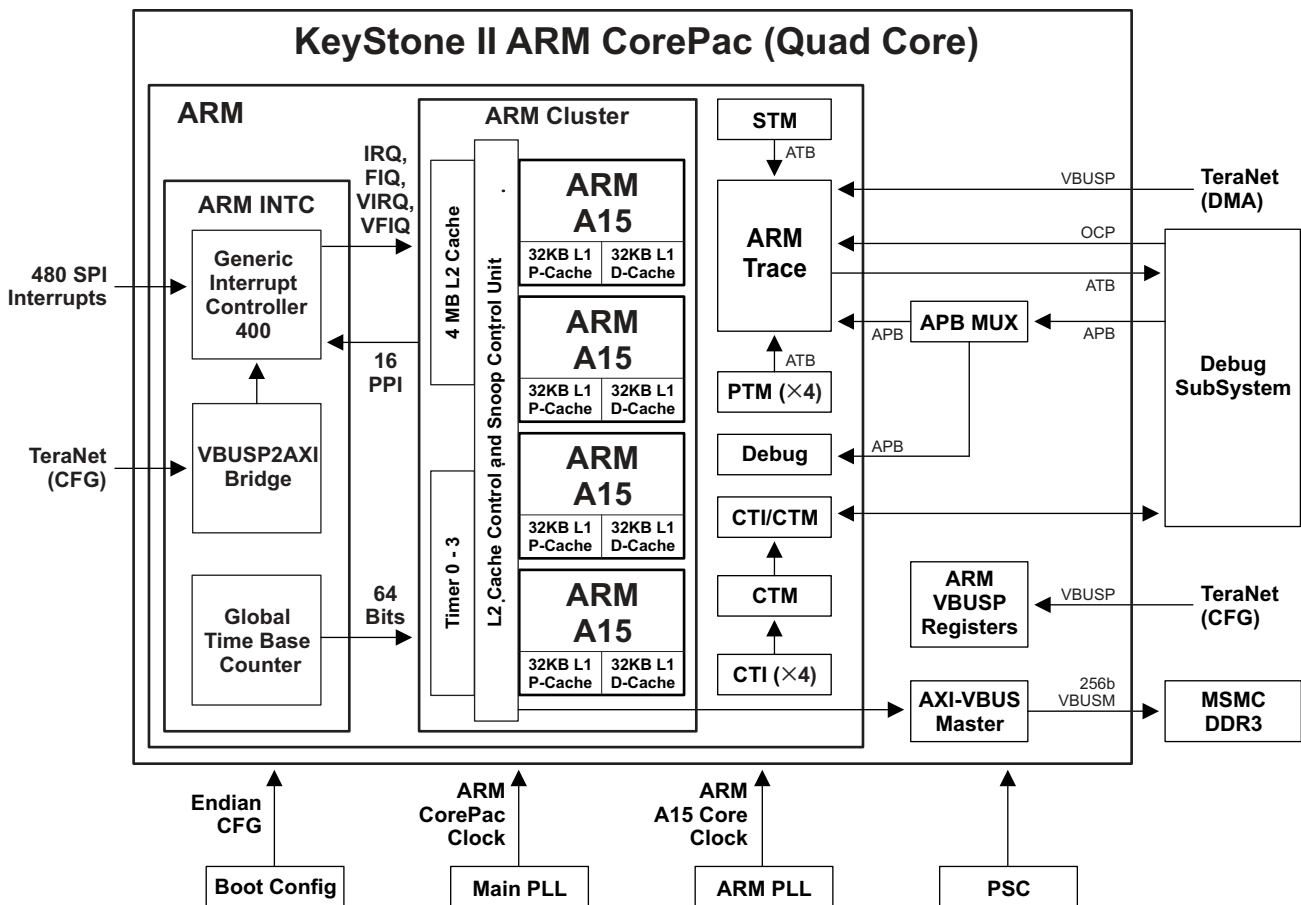 KeyStone II ARM CorePac (Quad Core)
ARM
ARM INTC
Generic
Interrupt
Controller
400
VBUSP2AXI
Bridge
Global
Time Base
Counter
480 SPI
Interrupts
TeraNet
(CFG)
IRQ,
FIQ,
VIRQ,
VFIQ
16
PPI
64
Bits
ARM Cluster
4 MB L2 Cache
Timer 0 - 3
L2 Cache Control and Snoop Control Unit
ARM
A15
32KB L1
P-Cache
32KB L1
D-Cache
ARM
A15
32KB L1
P-Cache
32KB L1
D-Cache
ARM
A15
32KB L1
P-Cache
32KB L1
D-Cache
ARM
A15
32KB L1
P-Cache
32KB L1
D-Cache
STM
ATB
ARM
Trace
ATB
PTM (×4)
Debug
CTI/CTM
CTM
CTI (×4)
VBUSP
TeraNet
(DMA)
OCP
ATB
APB
APB MUX
APB
APB
Debug
SubSystem
ARM
VBUSP
Registers
VBUSP
TeraNet
(CFG)
AXI-VBUS
Master
256b
VBUSM
MSMC
DDR3
Endian
CFG
Boot Config
ARM
CorePac
Clock
Main PLL
ARM
A15 Core
Clock
ARM PLL
PSC